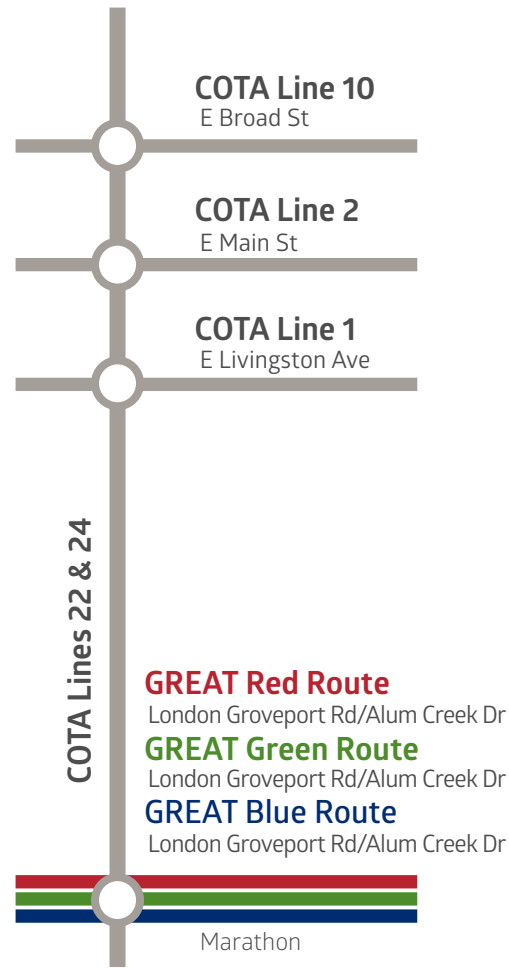 COTA Line 10
E Broad St
COTA Line 2
E Main St
COTA Line 1
E Livingston Ave
COTA Lines 22 & 24
GREAT Red Route
London Groveport Rd/Alum Creek Dr
GREAT Green Route
London Groveport Rd/Alum Creek Dr
GREAT Blue Route
London Groveport Rd/Alum Creek Dr
Marathon